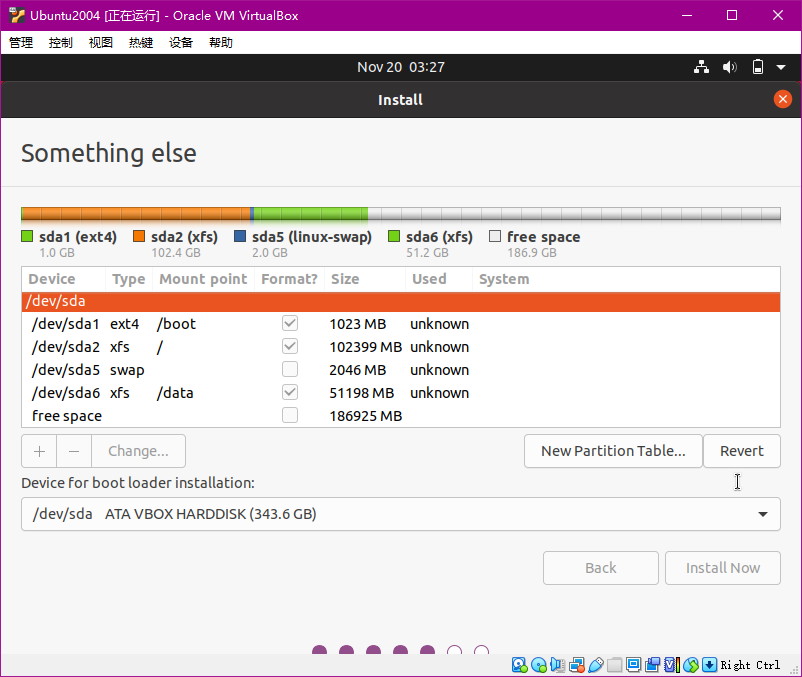 Ubuntu2004 [正在运行] - Oracle VM VirtualBox
管理 控制 视图 热键 设备 帮助
Nov 20 03:27
Install
Something else
sda1 (ext4) sda2 (xfs) sda5 (linux-swap) sda6 (xfs) free space
1.0 GB 102.4 GB 2.0 GB 51.2 GB 186.9 GB
Device Type Mount point Format? Size Used System
/dev/sda
/dev/sda1 ext4 /boot 1023 MB unknown
/dev/sda2 xfs / 102399 MB unknown
/dev/sda5 swap 2046 MB unknown
/dev/sda6 xfs /data 51198 MB unknown
free space 186925 MB
+ − Change... New Partition Table... Revert
Device for boot loader installation:
/dev/sda ATA VBOX HARDDISK (343.6 GB)
Back Install Now
Right Ctrl